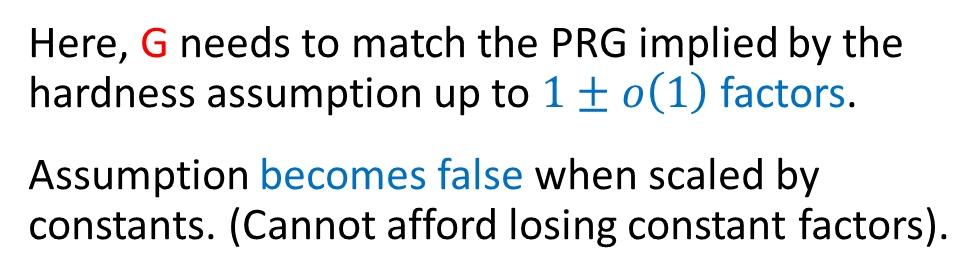 Here, G needs to match the PRG implied by the
hardness assumption up to 1 ± o(1) factors.
Assumption becomes false when scaled by
constants. (Cannot afford losing constant factors).